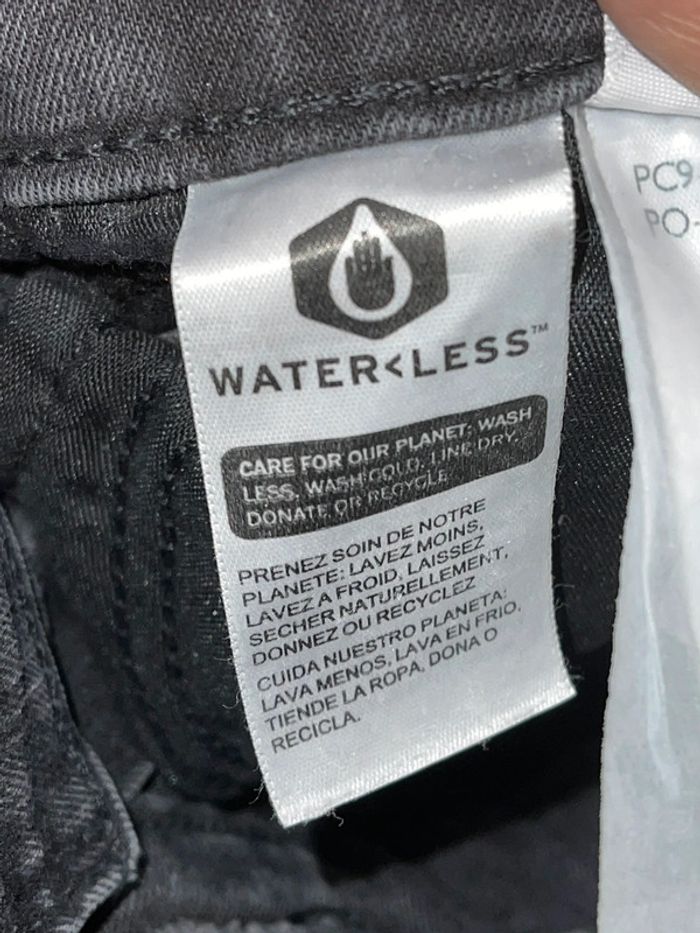 WATER<LESS™
CARE FOR OUR PLANET: WASH
LESS, WASH COLD, LINE DRY,
DONATE OR RECYCLE.
PRENEZ SOIN DE NOTRE
PLANETE: LAVEZ MOINS,
LAVEZ A FROID, LAISSEZ
SECHER NATURELLEMENT,
DONNEZ OU RECYCLEZ
CUIDA NUESTRO PLANETA:
LAVA MENOS, LAVA EN FRIO,
TIENDE LA ROPA, DONA O
RECICLA.
PC9
PO-